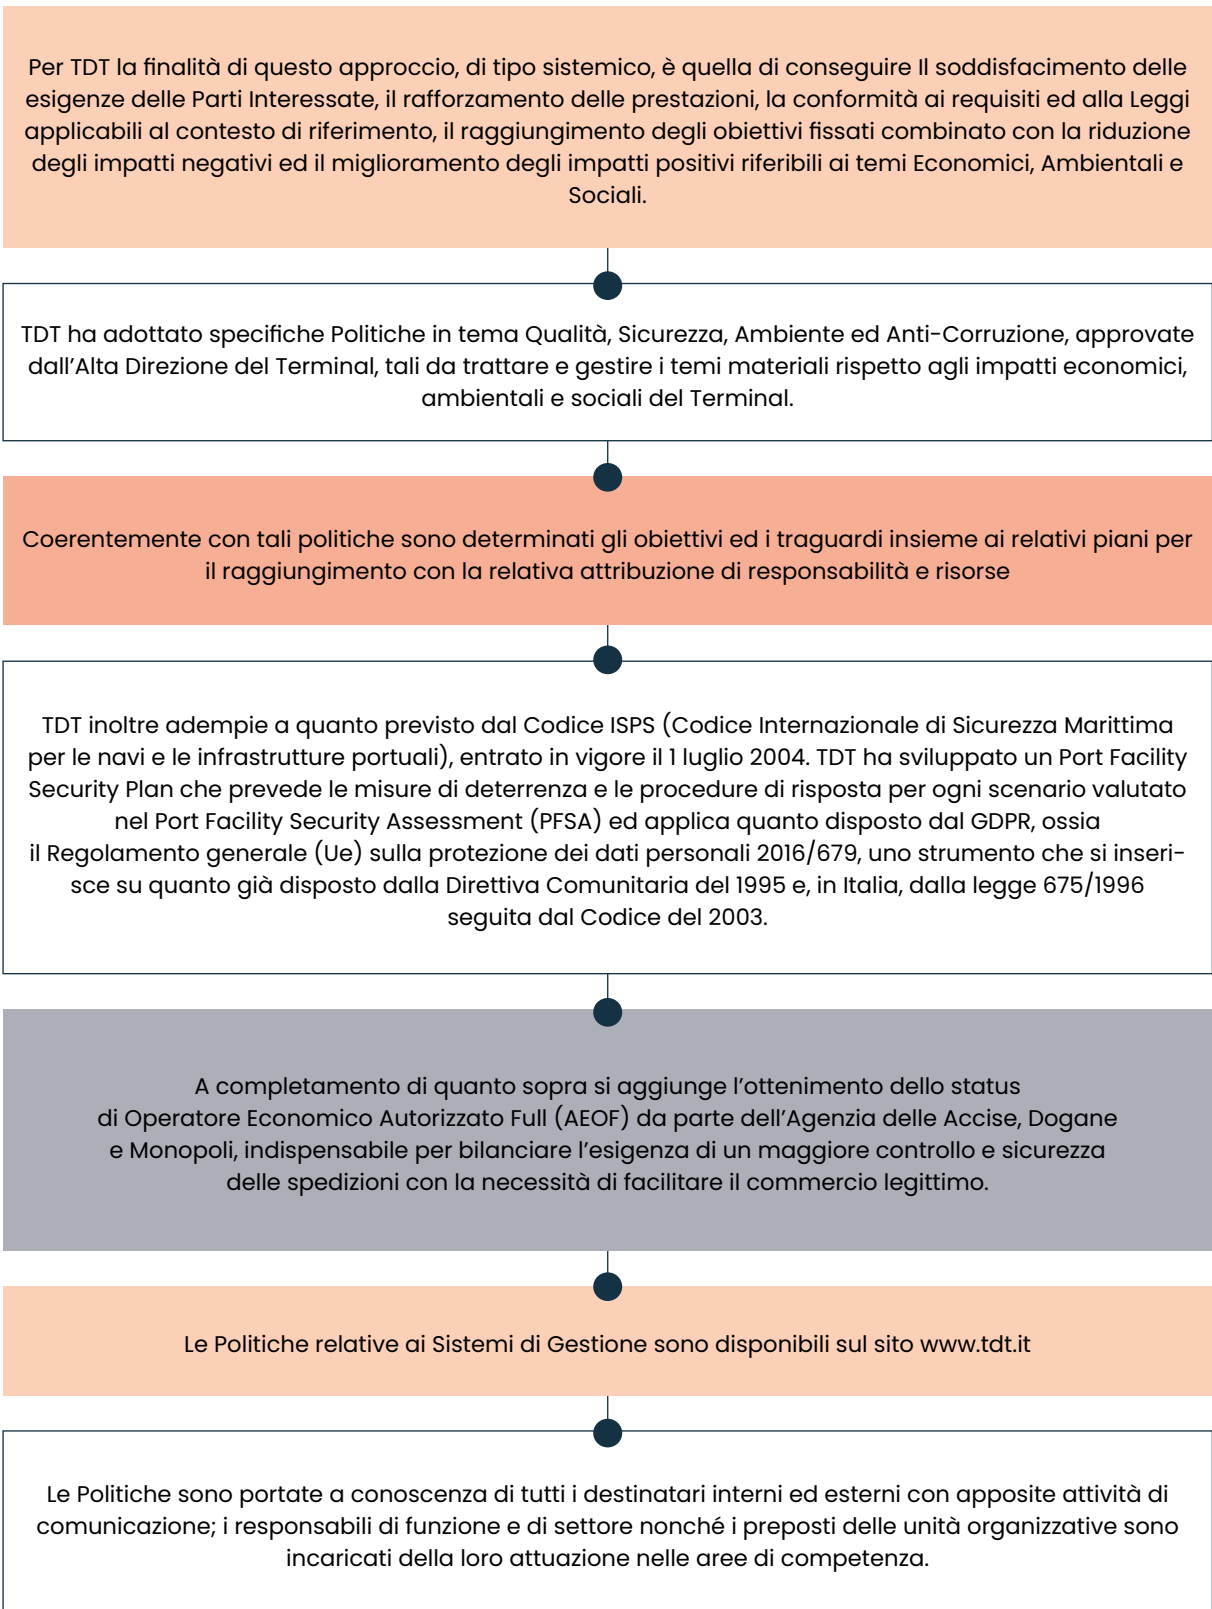 Per TDT la finalità di questo approccio, di tipo sistemico, è quella di conseguire Il soddisfacimento delle
esigenze delle Parti Interessate, il rafforzamento delle prestazioni, la conformità ai requisiti ed alla Leggi
applicabili al contesto di riferimento, il raggiungimento degli obiettivi fissati combinato con la riduzione
degli impatti negativi ed il miglioramento degli impatti positivi riferibili ai temi Economici, Ambientali e
Sociali.
TDT ha adottato specifiche Politiche in tema Qualità, Sicurezza, Ambiente ed Anti-Corruzione, approvate
dall’Alta Direzione del Terminal, tali da trattare e gestire i temi materiali rispetto agli impatti economici,
ambientali e sociali del Terminal.
Coerentemente con tali politiche sono determinati gli obiettivi ed i traguardi insieme ai relativi piani per
il raggiungimento con la relativa attribuzione di responsabilità e risorse
TDT inoltre adempie a quanto previsto dal Codice ISPS (Codice Internazionale di Sicurezza Marittima
per le navi e le infrastrutture portuali), entrato in vigore il 1 luglio 2004. TDT ha sviluppato un Port Facility
Security Plan che prevede le misure di deterrenza e le procedure di risposta per ogni scenario valutato
nel Port Facility Security Assessment (PFSA) ed applica quanto disposto dal GDPR, ossia
il Regolamento generale (Ue) sulla protezione dei dati personali 2016/679, uno strumento che si inseri-
sce su quanto già disposto dalla Direttiva Comunitaria del 1995 e, in Italia, dalla legge 675/1996
seguita dal Codice del 2003.
A completamento di quanto sopra si aggiunge l’ottenimento dello status
di Operatore Economico Autorizzato Full (AEOF) da parte dell’Agenzia delle Accise, Dogane
e Monopoli, indispensabile per bilanciare l’esigenza di un maggiore controllo e sicurezza
delle spedizioni con la necessità di facilitare il commercio legittimo.
Le Politiche relative ai Sistemi di Gestione sono disponibili sul sito www.tdt.it
Le Politiche sono portate a conoscenza di tutti i destinatari interni ed esterni con apposite attività di
comunicazione; i responsabili di funzione e di settore nonché i preposti delle unità organizzative sono
incaricati della loro attuazione nelle aree di competenza.